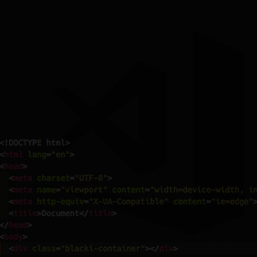 <!DOCTYPE html>
<html lang="en">
<head>
<meta charset="UTF-8">
<meta name="viewport" content="width=device-width, in
<meta http-equiv="X-UA-Compatible" content="ie=edge">
<title>Document</title>
</head>
<body>
<div class="black1-container"></div>